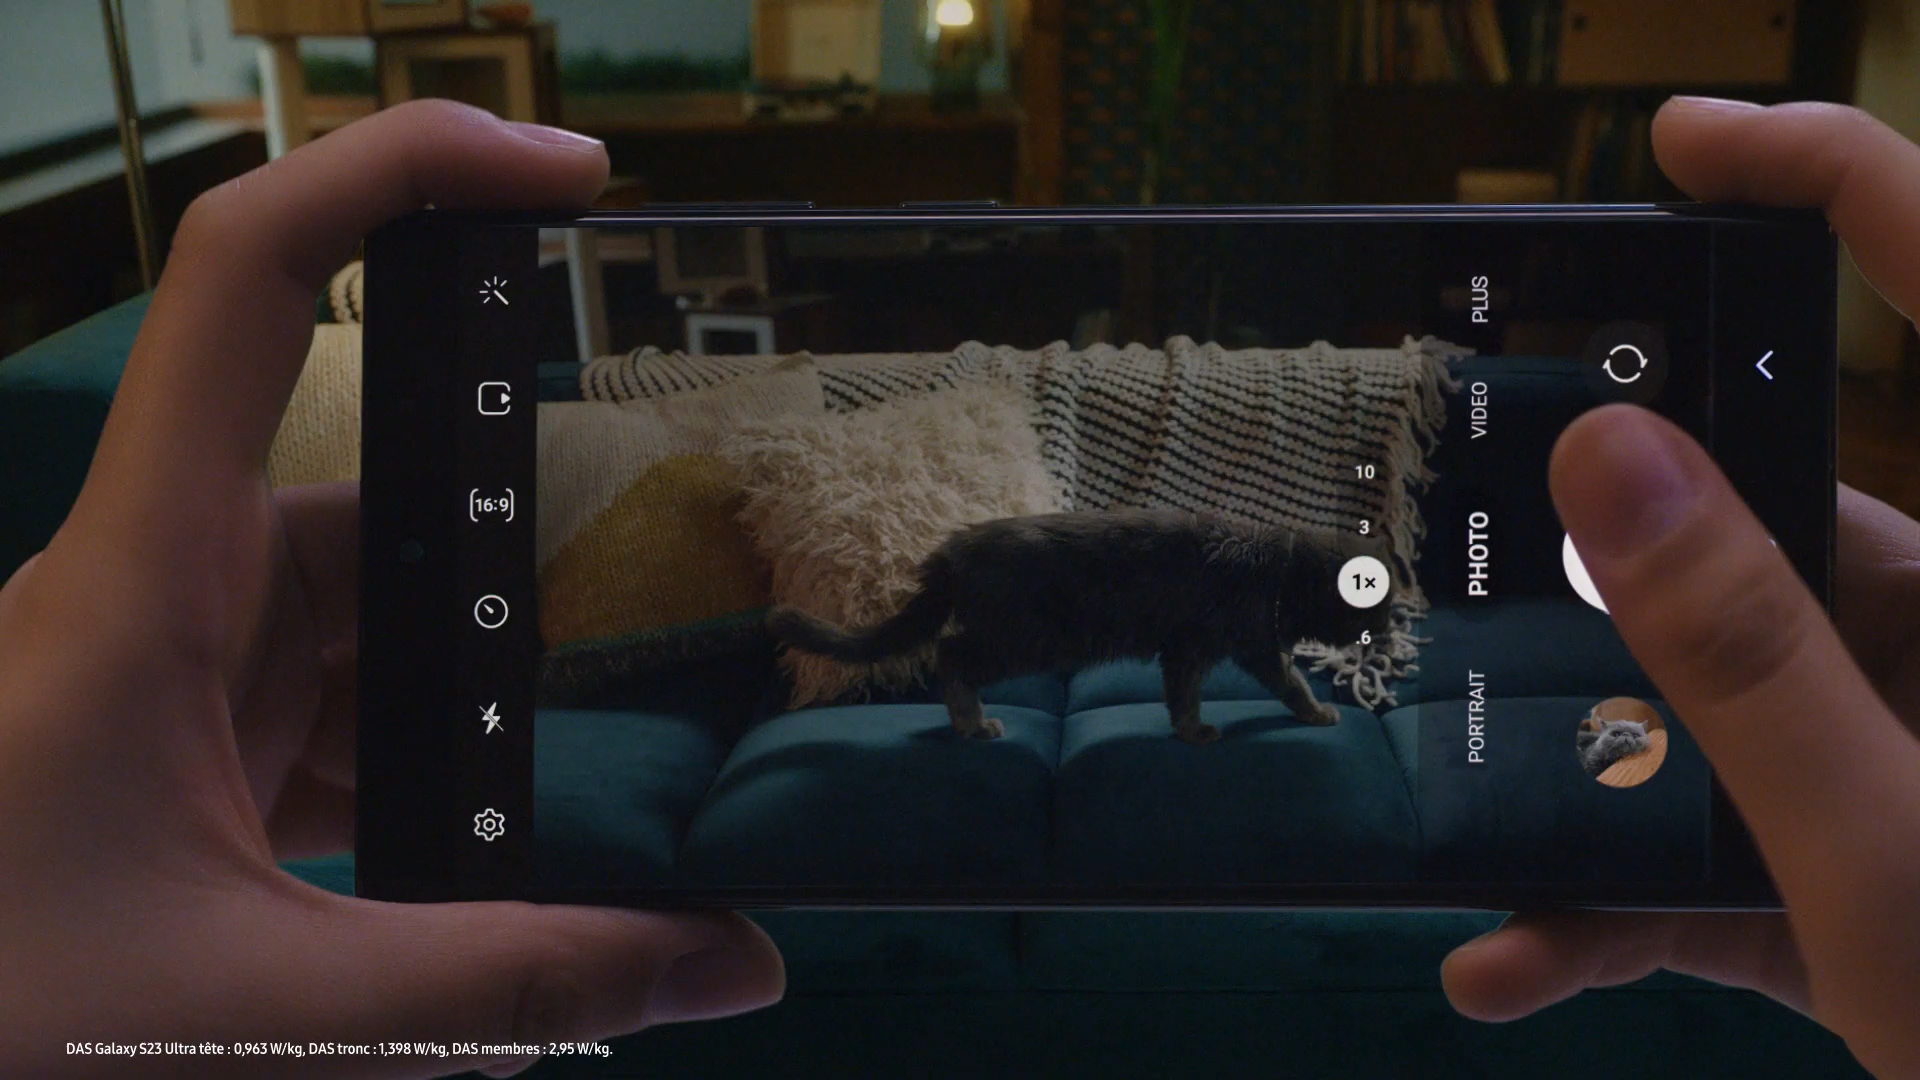 PLUS
VIDEO
PHOTO
PORTRAIT
16:9
10
3
1×
.6
DAS Galaxy S23 Ultra tête : 0,963 W/kg, DAS tronc : 1,398 W/kg, DAS membres : 2,95 W/kg.